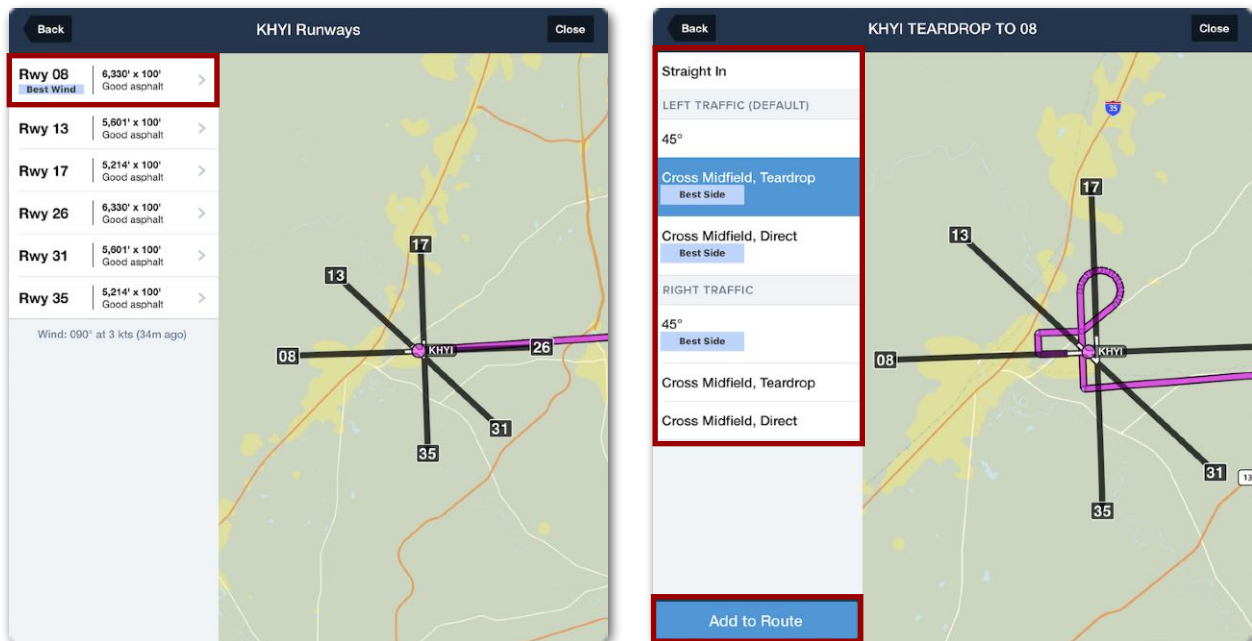 Back
KHYI Runways
Close
Rwy 08
Best Wind
6,330' x 100'
Good asphalt
Rwy 13
5,601' x 100'
Good asphalt
Rwy 17
5,214' x 100'
Good asphalt
Rwy 26
6,330' x 100'
Good asphalt
Rwy 31
5,601' x 100'
Good asphalt
Rwy 35
5,214' x 100'
Good asphalt
Wind: 090° at 3 kts (34m ago)
17
13
KHYI
26
08
31
35
Back
KHYI TEARDROP TO 08
Close
Straight In
LEFT TRAFFIC (DEFAULT)
45°
Cross Midfield, Teardrop
Best Side
Cross Midfield, Direct
Best Side
RIGHT TRAFFIC
45°
Best Side
Cross Midfield, Teardrop
Cross Midfield, Direct
Add to Route
35
17
13
KHYI
08
31
13
35